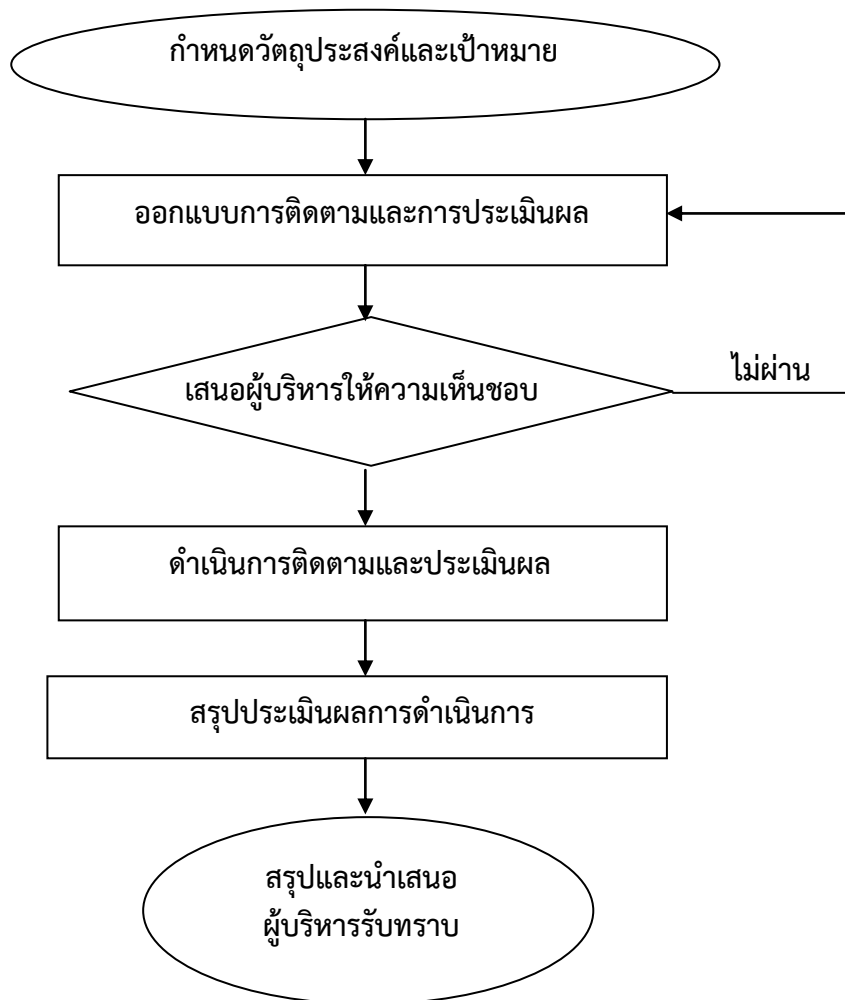 กำหนดวัตถุประสงค์และเป้าหมาย
ออกแบบการติดตามและการประเมินผล
เสนอผู้บริหารให้ความเห็นชอบ
ไม่ผ่าน
ดำเนินการติดตามและประเมินผล
สรุปประเมินผลการดำเนินการ
สรุปและนำเสนอ
ผู้บริหารรับทราบ